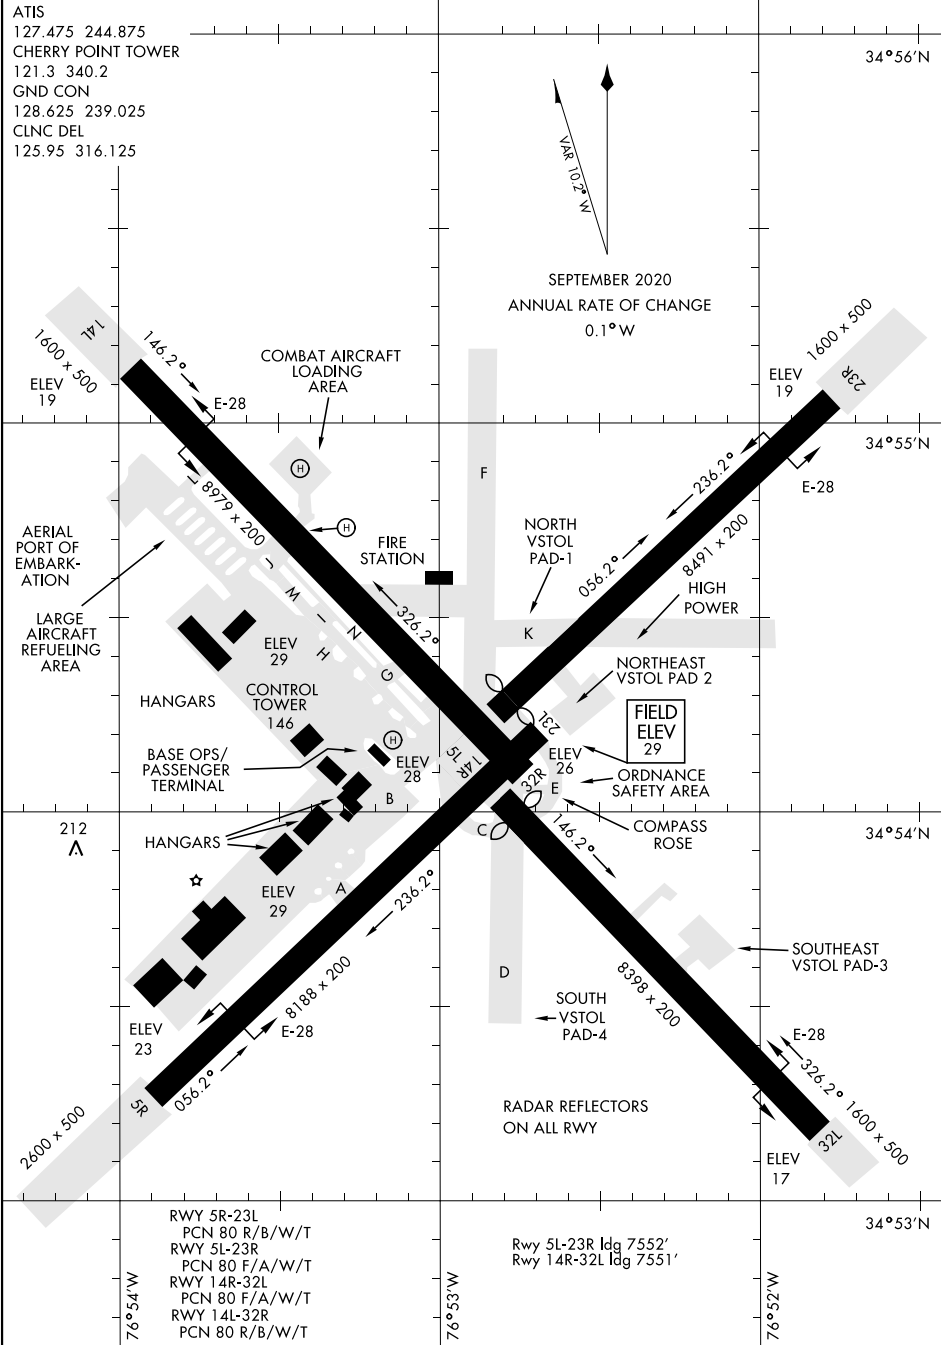 ATIS
127.475 244.875
CHERRY POINT TOWER
121.3 340.2
GND CON
128.625 239.025
CLNC DEL
125.95 316.125
34°56'N
VAR 10.2° W
SEPTEMBER 2020
ANNUAL RATE OF CHANGE
0.1° W
14L
1600 x 500
146.2°
ELEV
19
E-28
COMBAT AIRCRAFT
LOADING
AREA
1600 x 500
23R
ELEV
19
34°55'N
H
F
236.2°
E-28
8979 x 200
H
NORTH
VSTOL
PAD-1
AERIAL
PORT OF
EMBARK-
ATION
FIRE
STATION
056.2°
8491 x 200
HIGH
POWER
LARGE
AIRCRAFT
REFUELING
AREA
I
J
W
I
N
H
G
326.2°
K
ELEV
29
NORTHEAST
VSTOL PAD 2
HANGARS
CONTROL
TOWER
146
FIELD
ELEV
29
H
23L
BASE OPS/
PASSENGER
TERMINAL
ELEV
28
14R
ELEV
26
ORDNANCE
SAFETY AREA
32R
E
B
C
COMPASS
ROSE
212
HANGARS
34°54'N
146.2°
ELEV
29
A
236.2°
SOUTHEAST
VSTOL PAD-3
D
8188 x 200
8398 x 200
SOUTH
VSTOL
PAD-4
ELEV
23
E-28
056.2°
E-28
326.2°
1600 x 500
5R
2600 x 500
RADAR REFLECTORS
ON ALL RWY
32L
ELEV
17
34°53'N
RWY 5R-23L
PCN 80 R/B/W/T
RWY 5L-23R
PCN 80 F/A/W/T
RWY 14R-32L
PCN 80 F/A/W/T
RWY 14L-32R
PCN 80 R/B/W/T
Rwy 5L-23R ldg 7552'
Rwy 14R-32L ldg 7551'
76°54'W
76°53'W
76°52'W